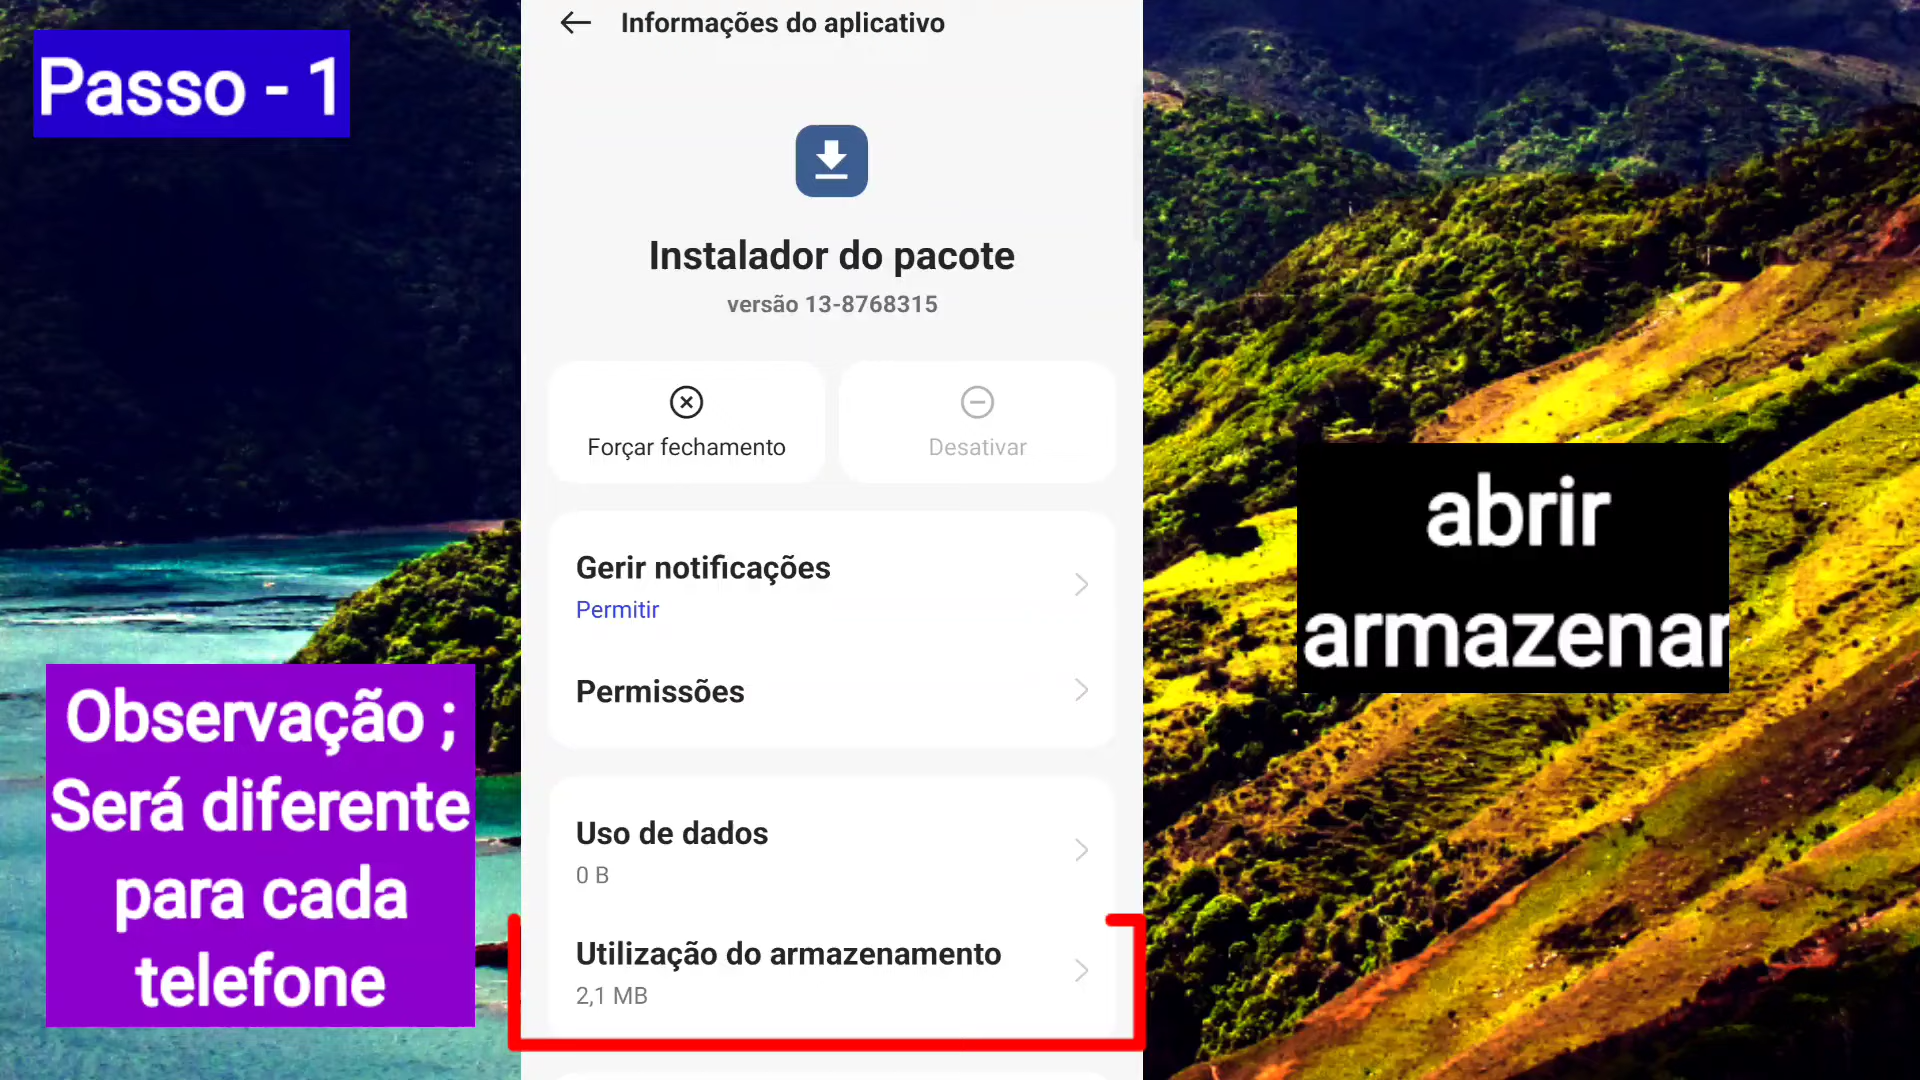 Passo - 1
Informações do aplicativo
Instalador do pacote
versão 13-8768315
Forçar fechamento
Desativar
Gerir notificações
Permitir
Permissões
Uso de dados
0 B
Utilização do armazenamento
2,1 MB
Observação ;
Será diferente
para cada
telefone
abrir
armazenar